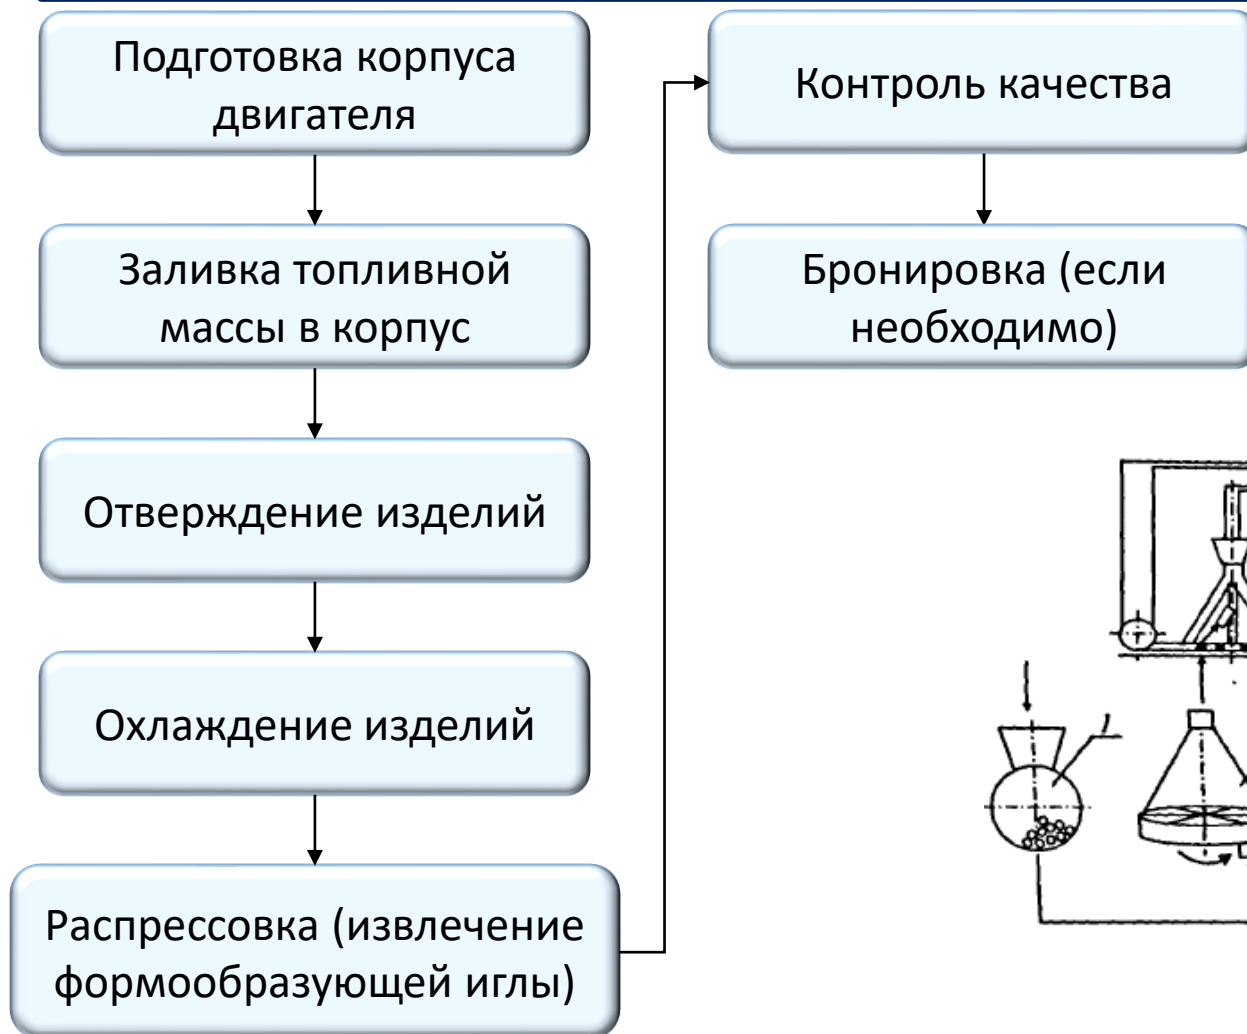 Подготовка корпуса
двигателя
Заливка топливной
массы в корпус
Отверждение изделий
Охлаждение изделий
Распрессовка (извлечение
формообразующей иглы)
Контроль качества
Бронировка (если
необходимо)
1